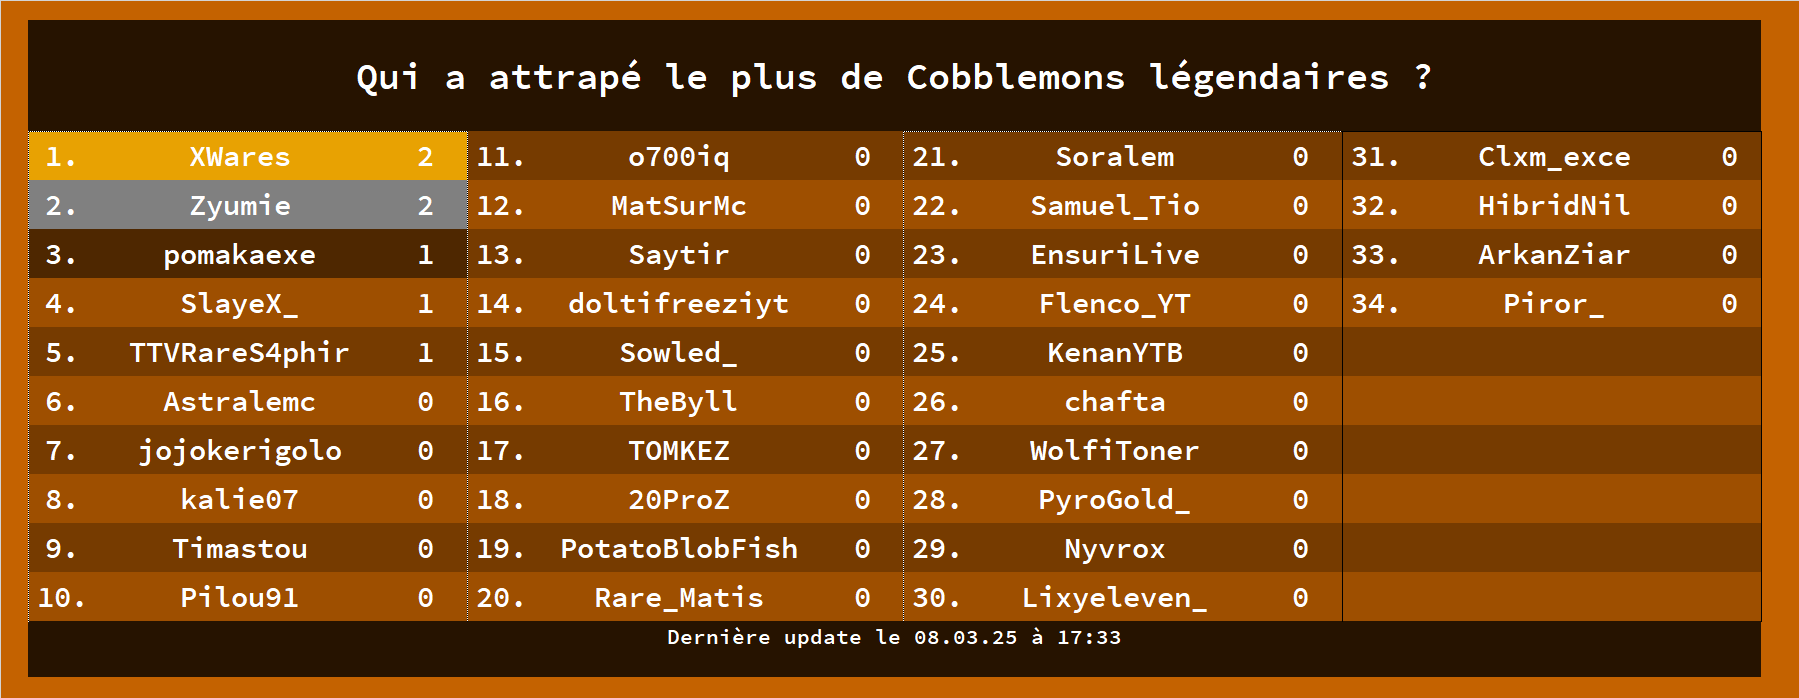 Qui a attrapé le plus de Cobblemons légendaires ?
1. XWares 2
2. Zyumie 2
3. pomakaexe 1
4. SlayeX_ 1
5. TTVRareS4phir 1
6. Astralemc 0
7. jojokerigolo 0
8. kalie07 0
9. Timastou 0
10. Pilou91 0
11. o700iq 0
12. MatSurMc 0
13. Saytir 0
14. doltifreeziyt 0
15. Sowled_ 0
16. TheByll 0
17. TOMKEZ 0
18. 20ProZ 0
19. PotatoBlobFish 0
20. Rare_Matis 0
21. Soralem 0
22. Samuel_Tio 0
23. EnsuriLive 0
24. Flenco_YT 0
25. KenanYTB 0
26. chafta 0
27. WolfiToner 0
28. PyroGold_ 0
29. Nyvrox 0
30. Lixyeleven_ 0
31. Clxm_exce 0
32. HibridNil 0
33. ArkanZiar 0
34. Piror_ 0
Dernière update le 08.03.25 à 17:33